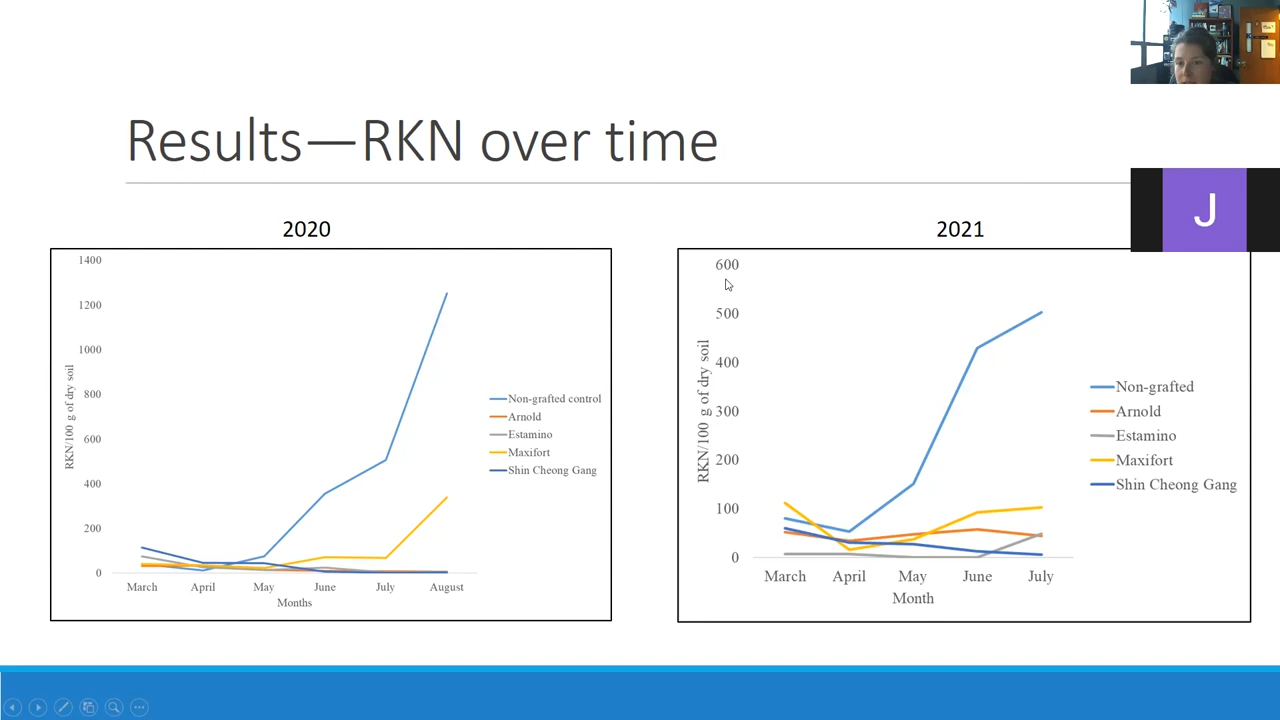 Results—RKN over time
J
2020
2021
1400
1200
1000
800
600
400
200
0
RKN/100 g of dry soil
March April May June July August
Months
Non-grafted control
Arnold
Estamino
Maxifort
Shin Cheong Gang
600
500
400
300
200
100
0
RKN/100 g of dry soil
March April May June July
Month
Non-grafted
Arnold
Estamino
Maxifort
Shin Cheong Gang